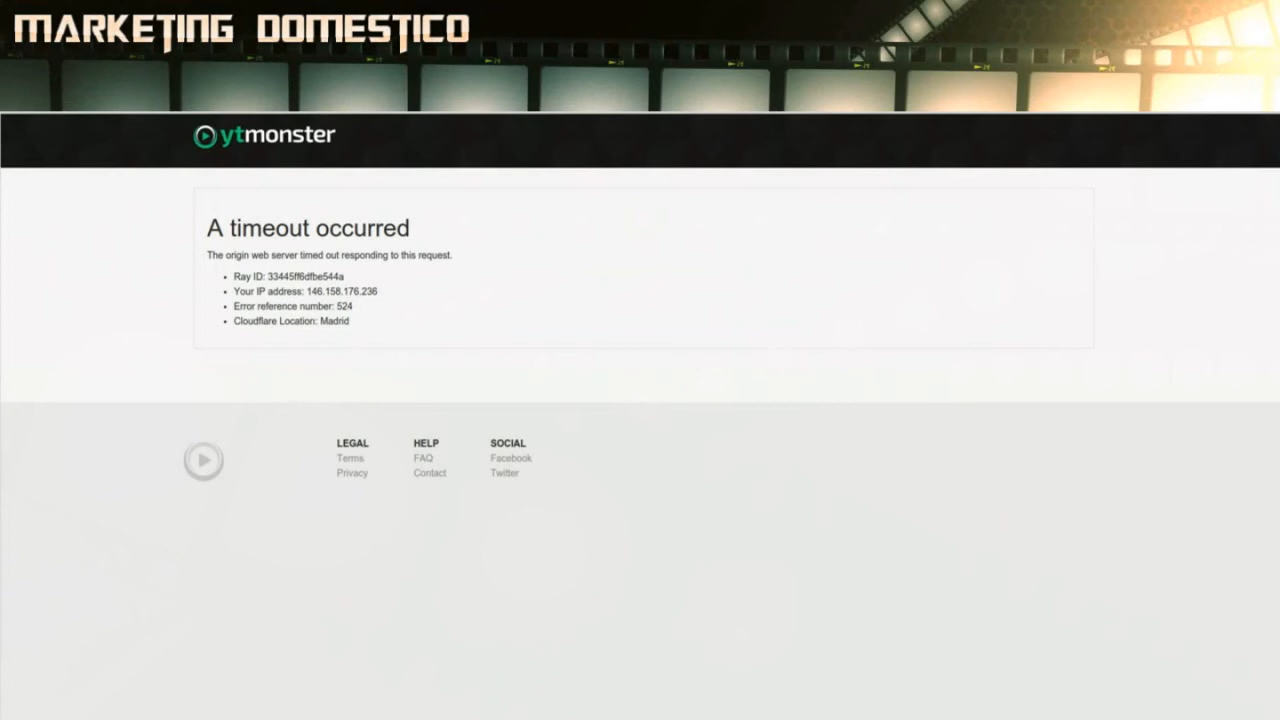 MARKETING DOMESTICO
ytmonster
A timeout occurred
The origin web server timed out responding to this request.
• Ray ID: 33445ff6dfbe544a
• Your IP address: 146.158.176.236
• Error reference number: 524
• Cloudflare Location: Madrid
LEGAL HELP SOCIAL
Terms FAQ Facebook
Privacy Contact Twitter